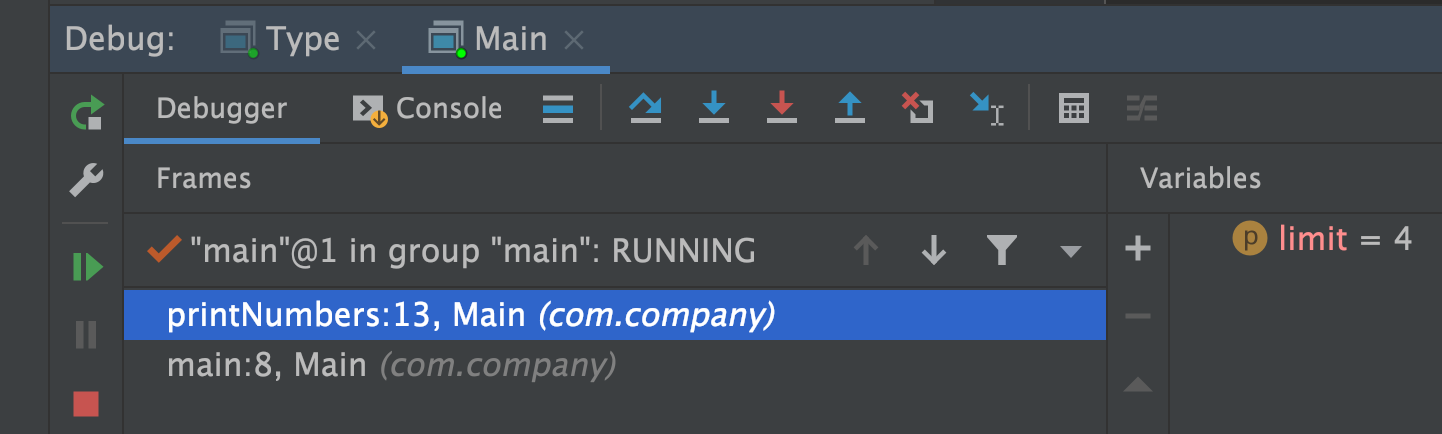 Debug: Type Main
Debugger Console
Frames Variables
"main"@1 in group "main": RUNNING
p limit = 4
printNumbers:13, Main (com.company)
main:8, Main (com.company)